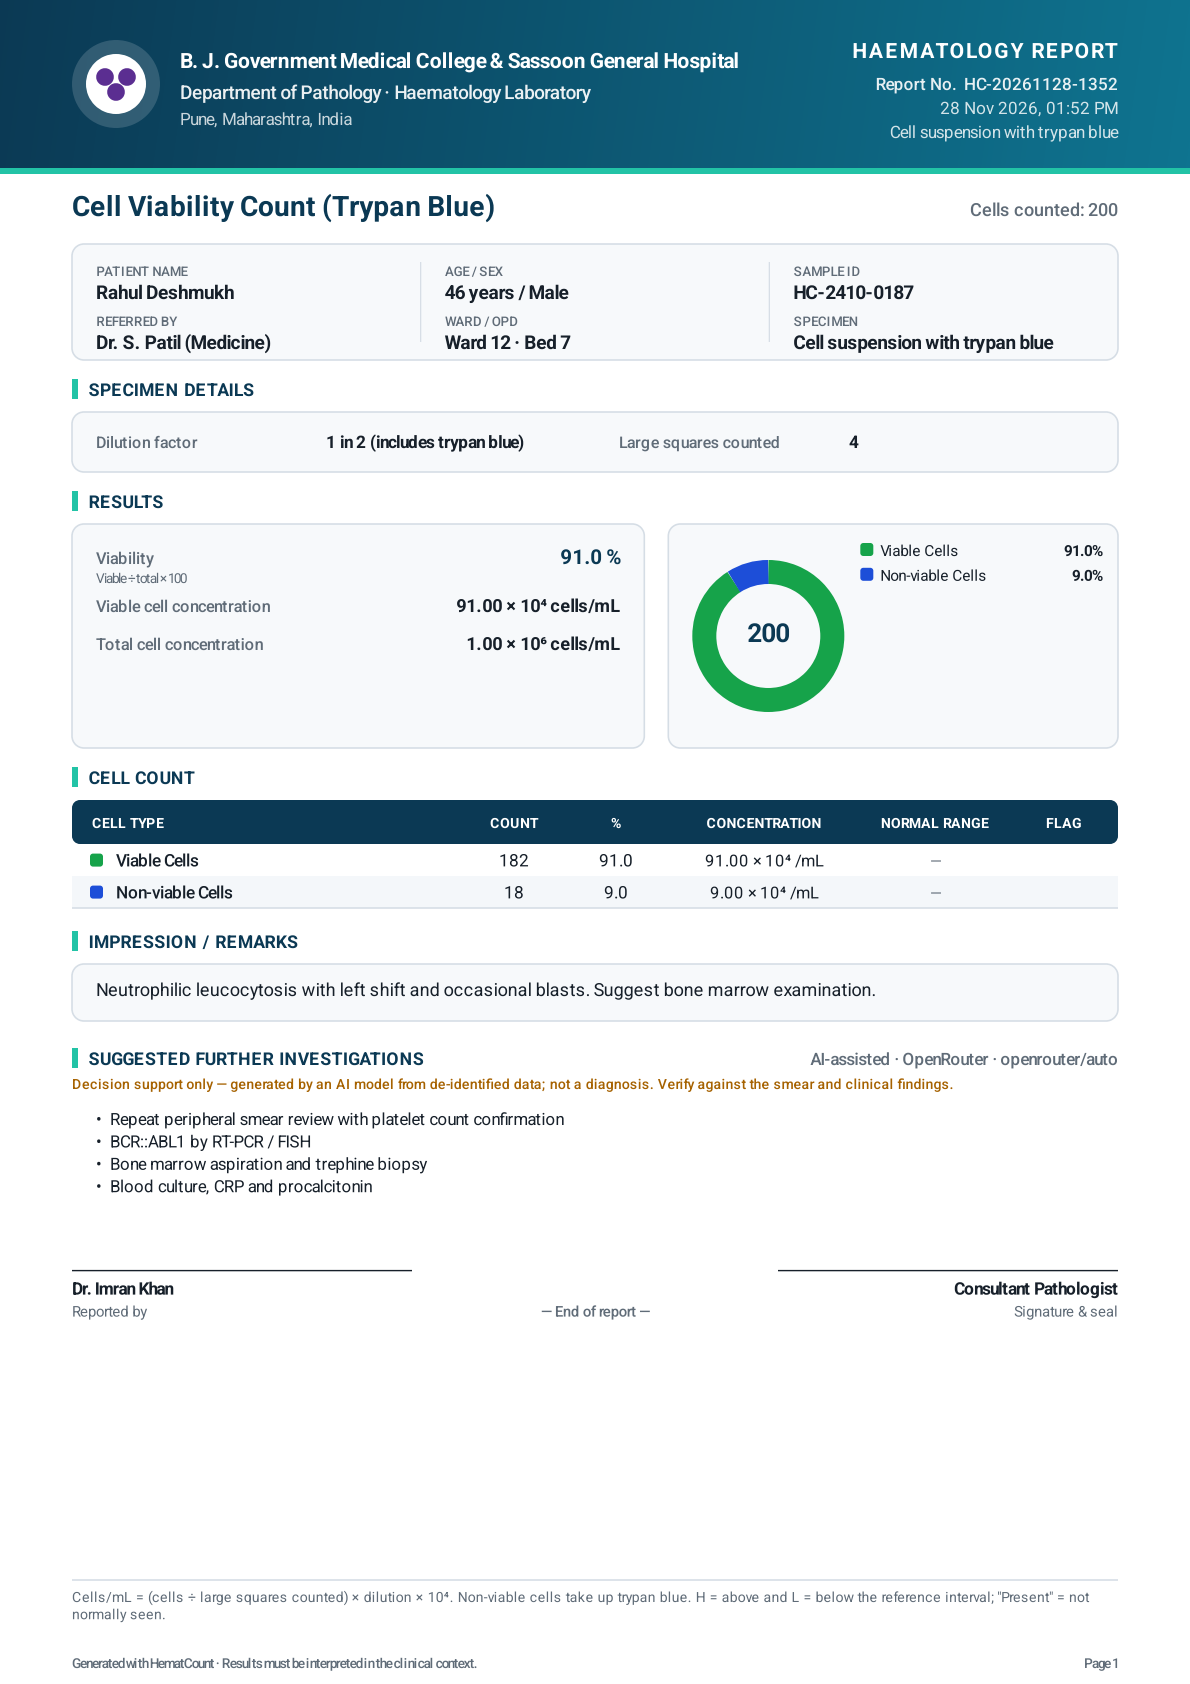 B. J. Government Medical College & Sassoon General Hospital
Department of Pathology · Haematology Laboratory
Pune, Maharashtra, India
HAEMATOLOGY REPORT
Report No. HC-20261128-1352
28 Nov 2026, 01:52 PM
Cell suspension with trypan blue
Cell Viability Count (Trypan Blue)
Cells counted: 200
PATIENT NAME
Rahul Deshmukh
AGE / SEX
46 years / Male
SAMPLE ID
HC-2410-0187
REFERRED BY
Dr. S. Patil (Medicine)
WARD / OPD
Ward 12 · Bed 7
SPECIMEN
Cell suspension with trypan blue
SPECIMEN DETAILS
Dilution factor 1 in 2 (includes trypan blue) Large squares counted 4
RESULTS
Viability 91.0 %
Viable ÷ total × 100
Viable cell concentration 91.00 × 10⁴ cells/mL
Total cell concentration 1.00 × 10⁶ cells/mL
200
Viable Cells 91.0%
Non-viable Cells 9.0%
CELL COUNT
CELL TYPE COUNT % CONCENTRATION NORMAL RANGE FLAG
Viable Cells 182 91.0 91.00 × 10⁴ /mL –
Non-viable Cells 18 9.0 9.00 × 10⁴ /mL –
IMPRESSION / REMARKS
Neutrophilic leucocytosis with left shift and occasional blasts. Suggest bone marrow examination.
SUGGESTED FURTHER INVESTIGATIONS
AI-assisted · OpenRouter · openrouter/auto
Decision support only — generated by an AI model from de-identified data; not a diagnosis. Verify against the smear and clinical findings.
• Repeat peripheral smear review with platelet count confirmation
• BCR::ABL1 by RT-PCR / FISH
• Bone marrow aspiration and trephine biopsy
• Blood culture, CRP and procalcitonin
Dr. Imran Khan
Reported by
— End of report —
Consultant Pathologist
Signature & seal
Cells/mL = (cells ÷ large squares counted) × dilution × 10⁴. Non-viable cells take up trypan blue. H = above and L = below the reference interval; "Present" = not
normally seen.
Generated with HematCount · Results must be interpreted in the clinical context.
Page 1